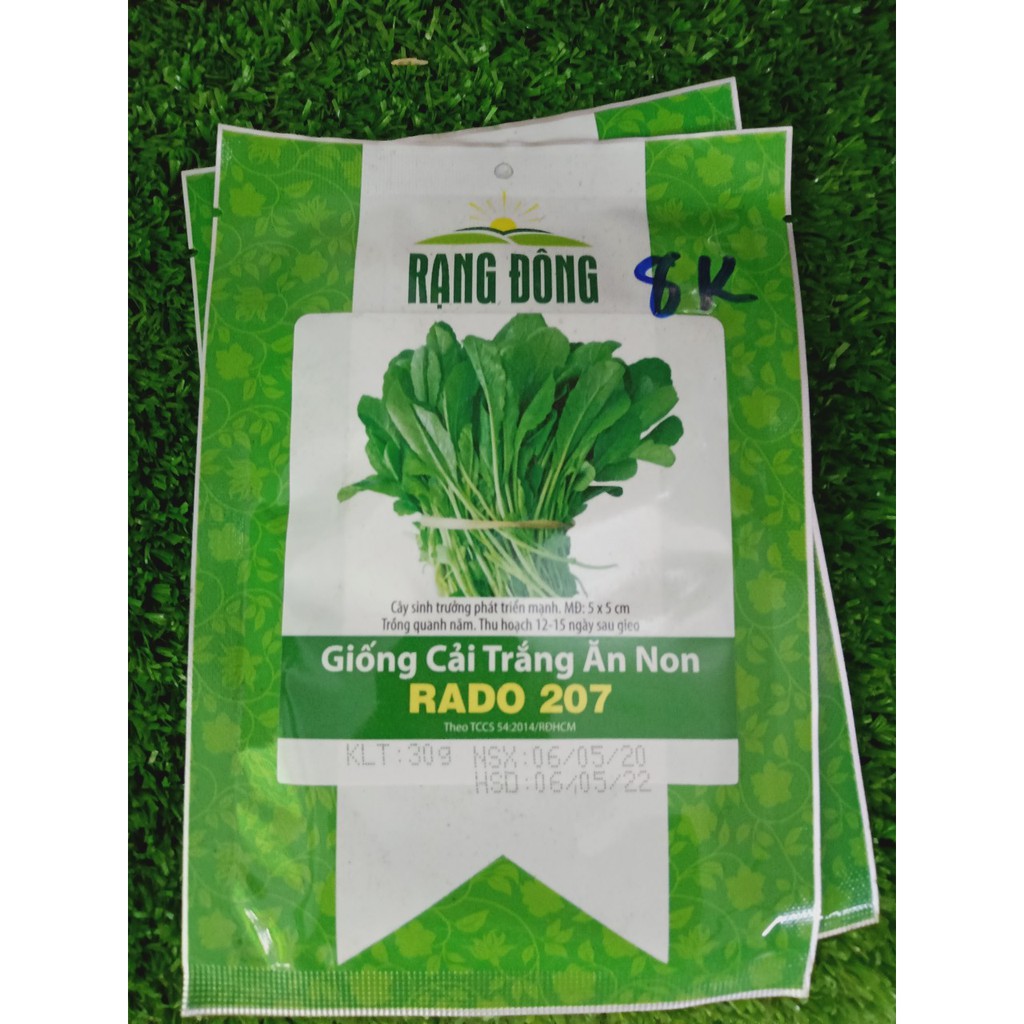 RẠNG ĐÔNG
8K
Cây sinh trưởng phát triển mạnh. MĐ: 5 x 5 cm
Trồng quanh năm. Thu hoạch 12-15 ngày sau gieo
Giống Cải Trắng Ăn Non
RADO 207
Theo TCCS 54:2014/RĐHCM
KLT:30g NSX:06/05/20
HSD:06/05/22